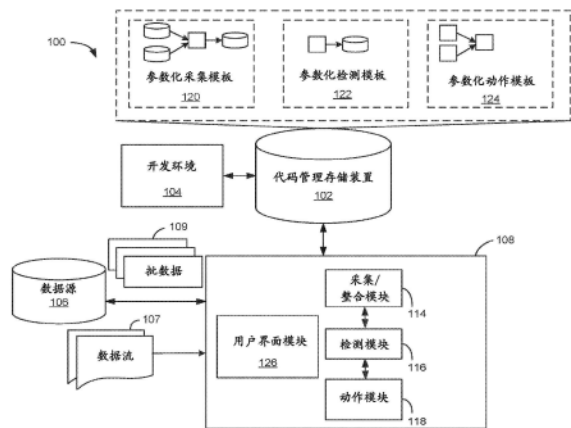 100
参数化采集模板
120
参数化检测模板
122
参数化动作模板
124
开发环境
104
代码管理存储装置
102
109
批数据
108
数据源
106
采集/
整合模块
114
107
数据流
用户界面模块
126
检测模块
116
动作模块
118